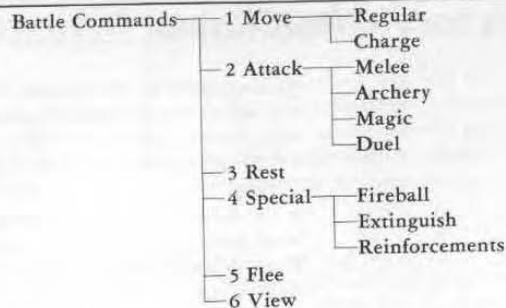 Battle Commands 1 Move Regular
Charge
2 Attack Melee
Archery
Magic
Duel
3 Rest
4 Special Fireball
Extinguish
Reinforcements
5 Flee
6 View